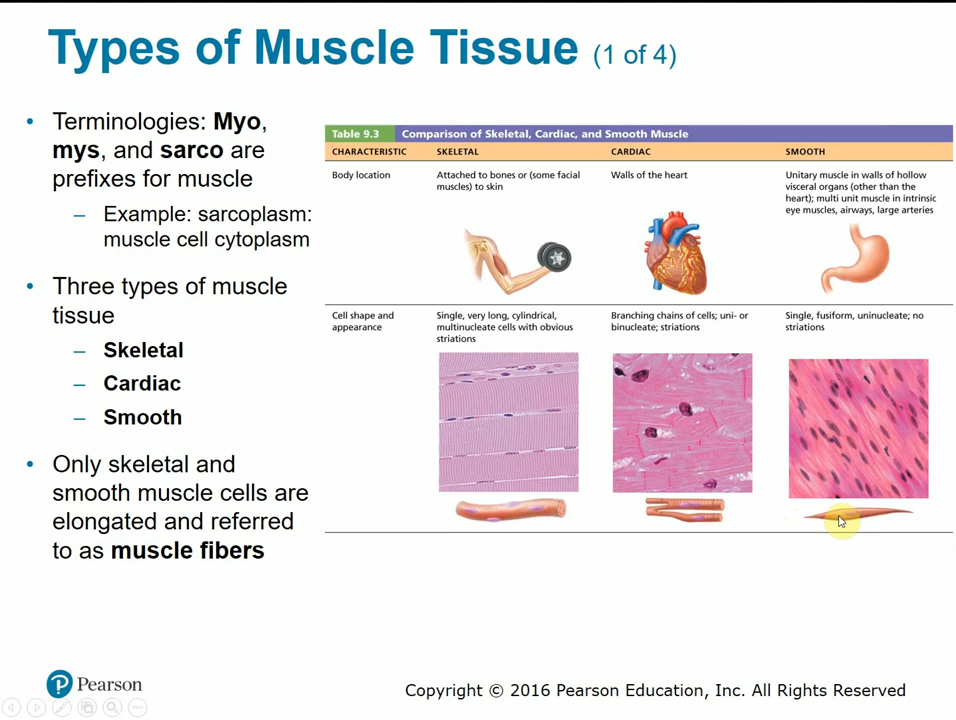 Types of Muscle Tissue (1 of 4)
• Terminologies: Myo,
mys, and sarco are
prefixes for muscle
– Example: sarcoplasm:
muscle cell cytoplasm
• Three types of muscle
tissue
– Skeletal
– Cardiac
– Smooth
• Only skeletal and
smooth muscle cells are
elongated and referred
to as muscle fibers
Table 9.3 Comparison of Skeletal, Cardiac, and Smooth Muscle
CHARACTERISTIC SKELETAL CARDIAC SMOOTH
Body location
Attached to bones or (some facial
muscles) to skin
Walls of the heart
Unitary muscle in walls of hollow
visceral organs (other than the
heart); multi unit muscle in intrinsic
eye muscles, airways, large arteries
Cell shape and
appearance
Single, very long, cylindrical,
multinucleate cells with obvious
striations
Branching chains of cells; uni- or
binucleate; striations
Single, fusiform, uninucleate; no
striations
P Pearson
Copyright © 2016 Pearson Education, Inc. All Rights Reserved